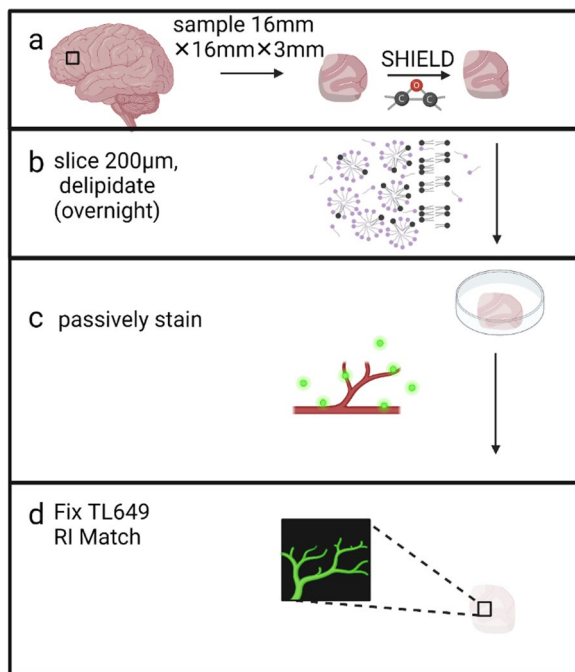 a
sample 16mm
×16mm×3mm
SHIELD
O
C C
b slice 200µm,
delipidate
(overnight)
c passively stain
d Fix TL649
RI Match